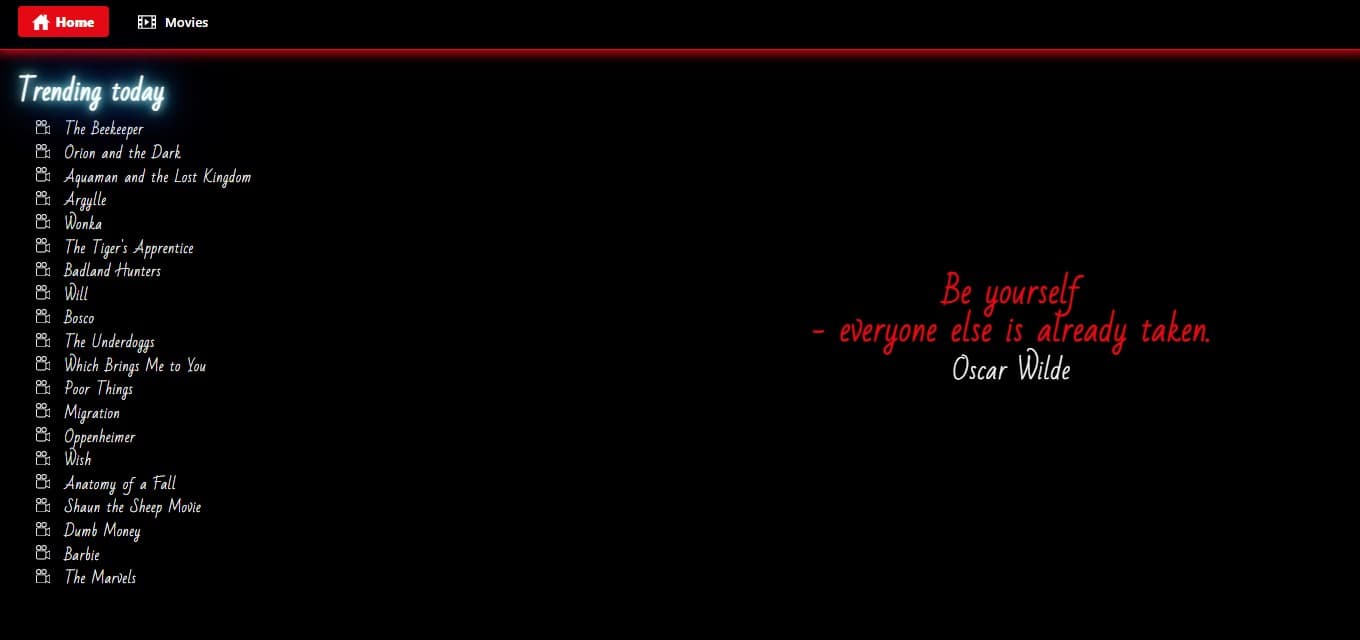 Home
Movies
Trending today
The Beekeeper
Orion and the Dark
Aquaman and the Lost Kingdom
Argylle
Wonka
The Tiger's Apprentice
Badland Hunters
Will
Bosco
The Underdoggs
Which Brings Me to You
Poor Things
Migration
Oppenheimer
Wish
Anatomy of a Fall
Shaun the Sheep Movie
Dumb Money
Barbie
The Marvels
Be yourself
- everyone else is already taken.
Oscar Wilde